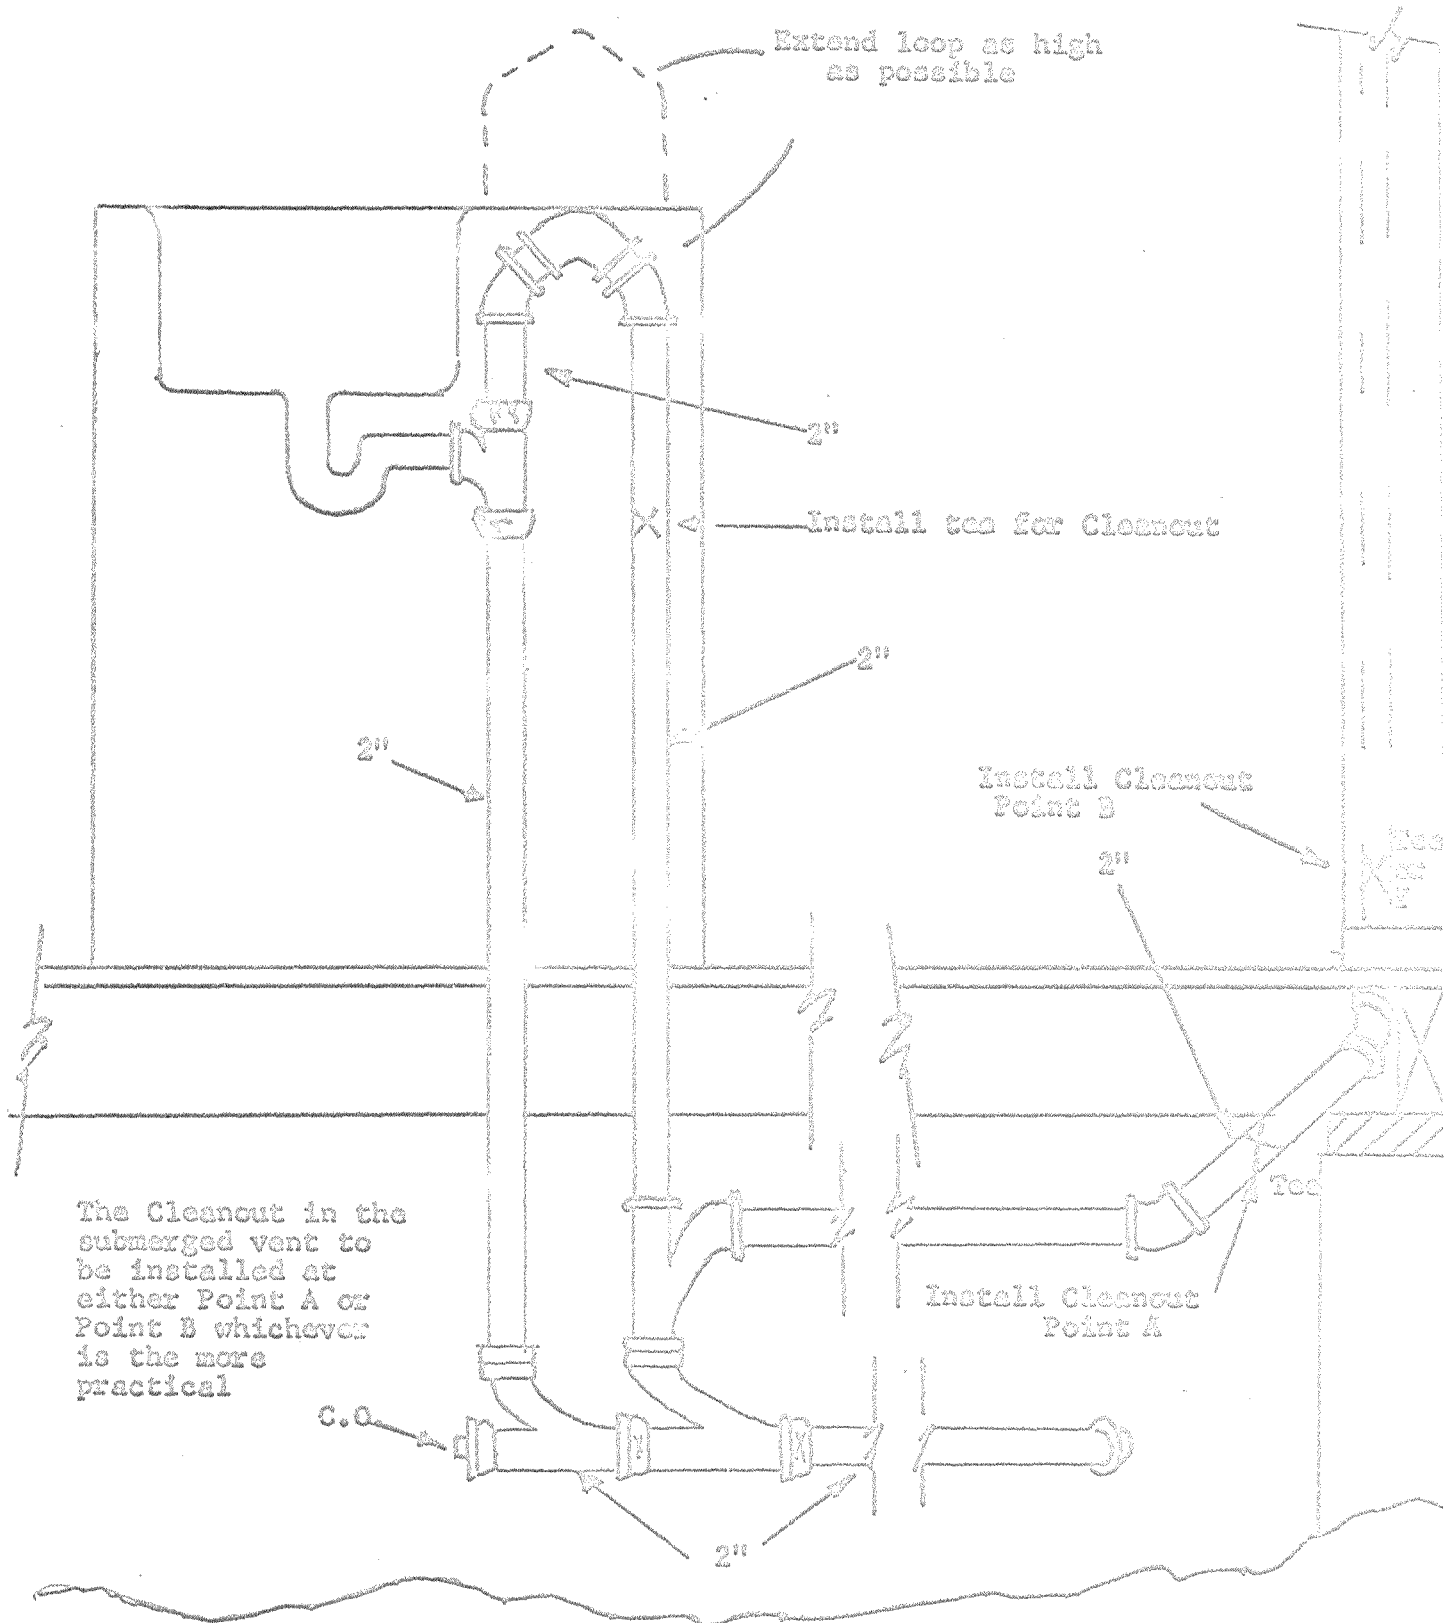 Extend loop as high
as possible
2"
Install tee for Cleanout
2"
2"
Install Cleanout
Point B
2"
Tee
or
Y
Tee
The Cleanout in the
submerged vent to
be installed at
either Point A or
Point B whichever
is the more
practical
Install Cleanout
Point A
C.O.
2"